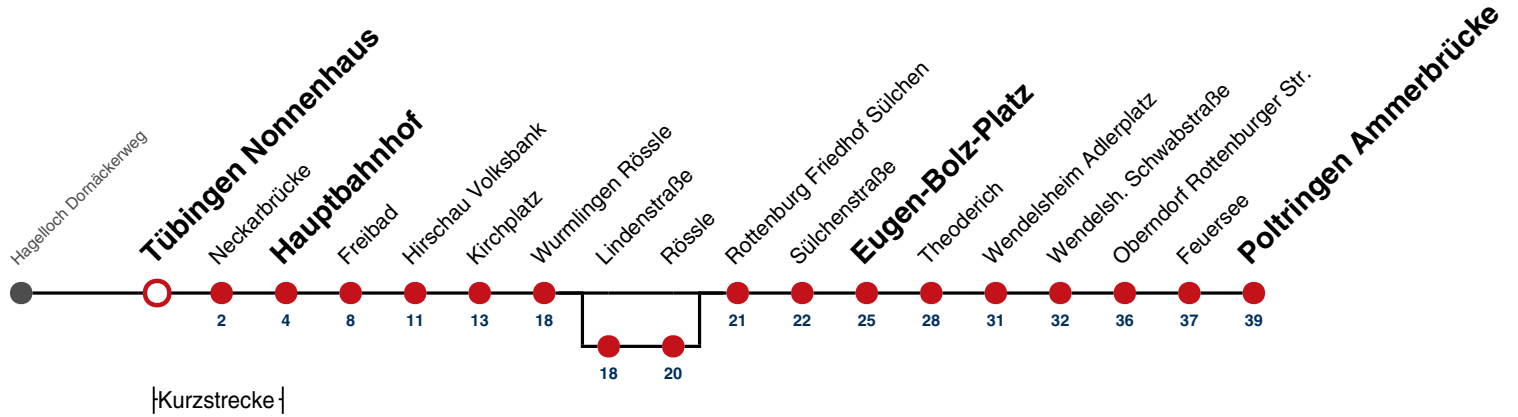 Hagelloch Dornäckerweg
Tübingen Nonnenhaus
Neckarbrücke
Hauptbahnhof
Freibad
Hirschau Volksbank
Kirchplatz
Wurmlingen Rössle
Lindenstraße
Rössle
Rottenburg Friedhof Sülchen
Sülchenstraße
Eugen-Bolz-Platz
Theoderich
Wendelsheim Adlerplatz
Wendelsh. Schwabstraße
Oberndorf Rottenburger Str.
Feuersee
Poltringen Ammerbrücke
2 4 8 11 13 18 21 22 25 28 31 32 36 37 39
18 20
Kurzstrecke